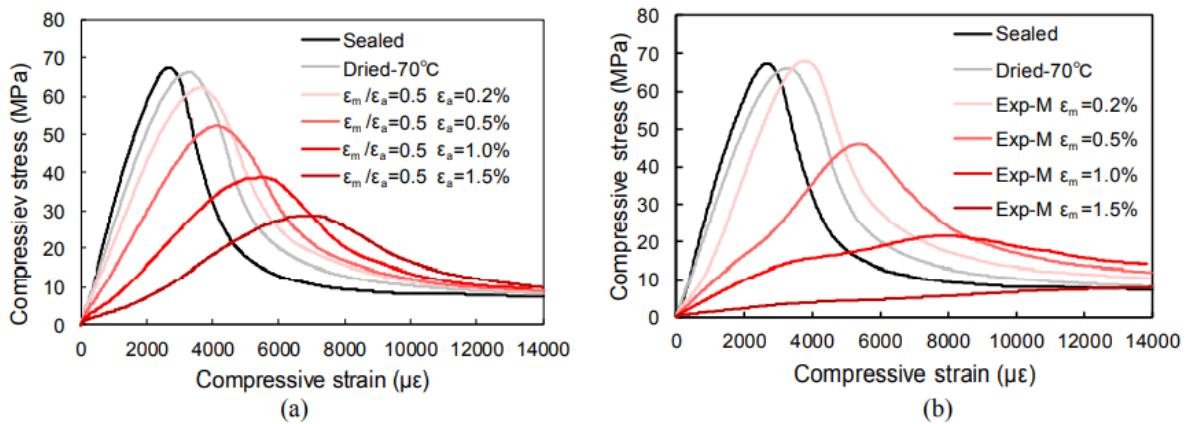 80
70
60
50
40
30
20
10
0
Compressiev stress (MPa)
Sealed
Dried-70°C
εm/εa=0.5 εa=0.2%
εm/εa=0.5 εa=0.5%
εm/εa=0.5 εa=1.0%
εm/εa=0.5 εa=1.5%
0 2000 4000 6000 8000 10000 12000 14000
Compressive strain (με)
(a)
80
70
60
50
40
30
20
10
0
Compressive stress (MPa)
Sealed
Dried-70°C
Exp-M εm=0.2%
Exp-M εm=0.5%
Exp-M εm=1.0%
Exp-M εm=1.5%
0 2000 4000 6000 8000 10000 12000 14000
Compressive strain (με)
(b)